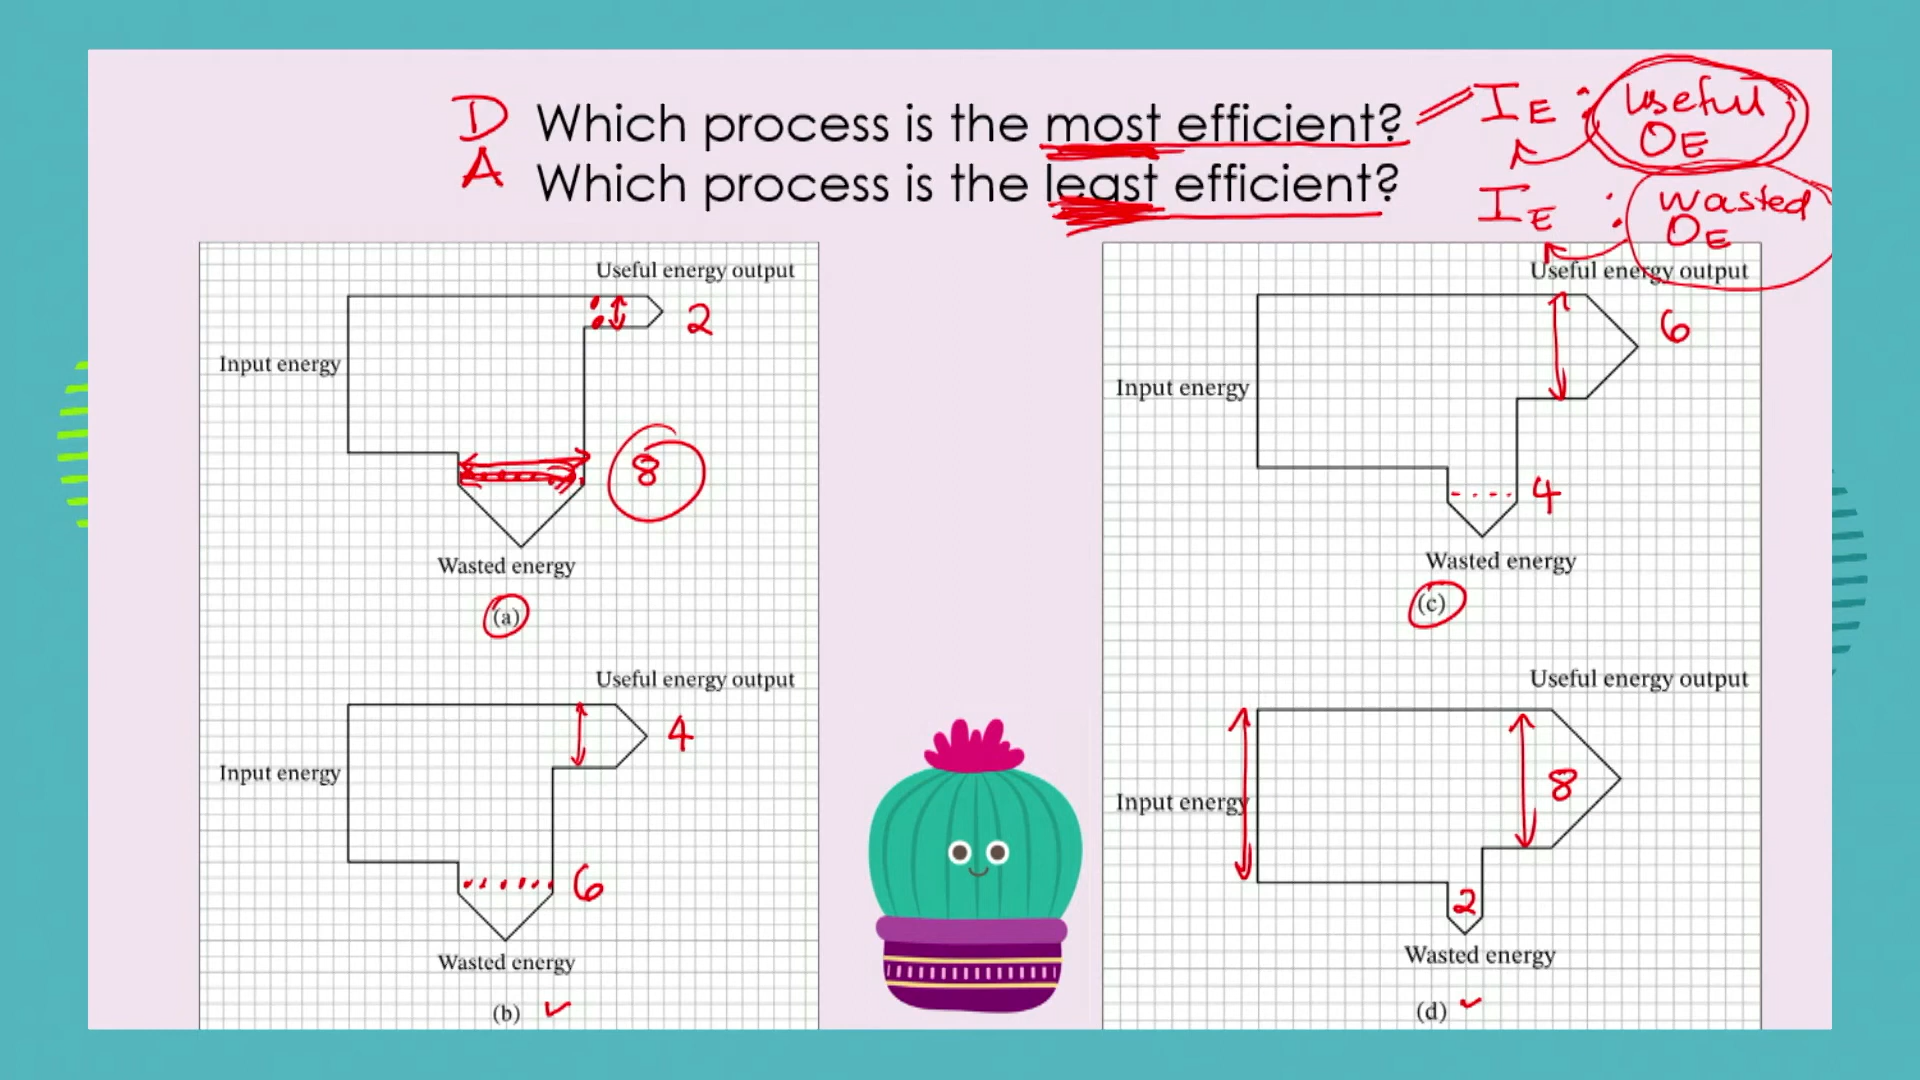 D Which process is the most efficient? IE : Useful OE
A Which process is the least efficient? IE : wasted OE
Useful energy output
2
Input energy
8
Wasted energy
(a)
Useful energy output
4
Input energy
6
Wasted energy
(b)
Useful energy output
6
Input energy
4
Wasted energy
(c)
Useful energy output
8
Input energy
2
Wasted energy
(d)